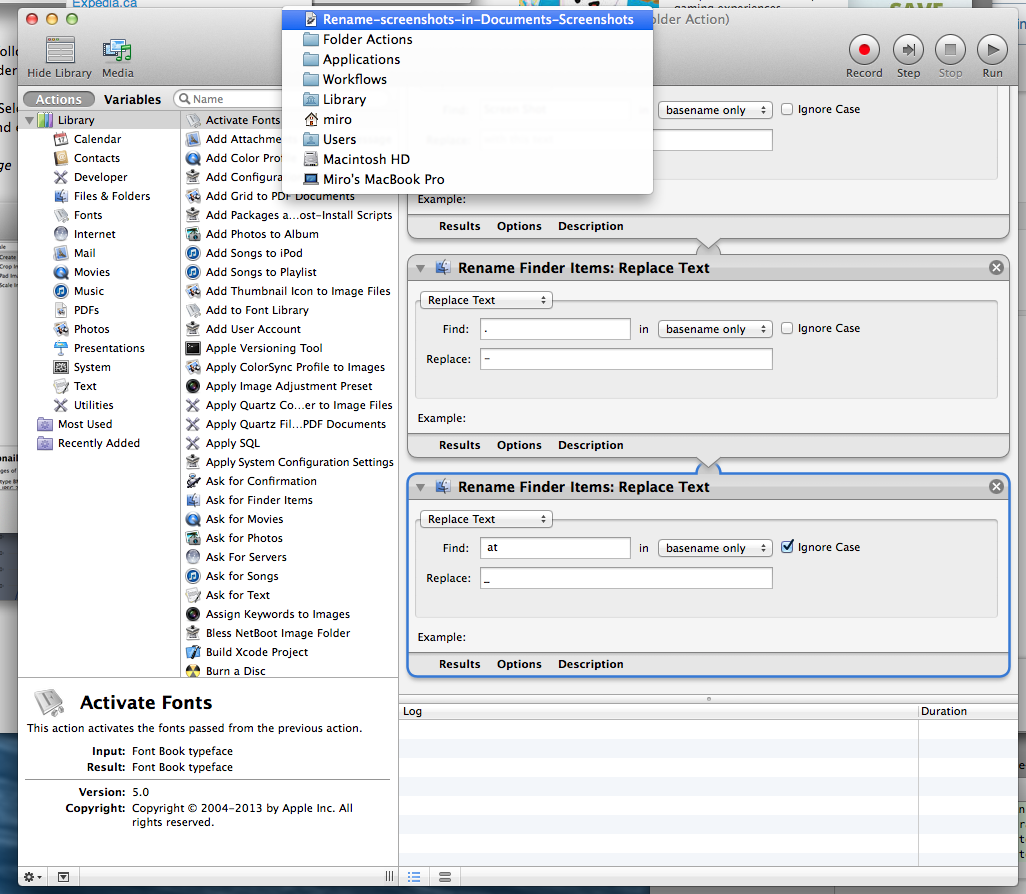 Expedia.ca
gaming experiences
SAVE
Rename-screenshots-in-Documents-Screenshots
older Action)
Folder Actions
Applications
Workflows
Library
miro
Users
Macintosh HD
Miro's MacBook Pro
Hide Library
Media
Record
Step
Stop
Run
Actions
Variables
Name
Library
Calendar
Contacts
Developer
Files & Folders
Fonts
Internet
Mail
Movies
Music
PDFs
Photos
Presentations
System
Text
Utilities
Most Used
Recently Added
Activate Fonts
Add Attachme
Add Color Pro
Add Configura
Add Grid to PDF Documents
Add Packages a...ost-Install Scripts
Add Photos to Album
Add Songs to iPod
Add Songs to Playlist
Add Thumbnail Icon to Image Files
Add to Font Library
Add User Account
Apple Versioning Tool
Apply ColorSync Profile to Images
Apply Image Adjustment Preset
Apply Quartz Co...er to Image Files
Apply Quartz Fil...PDF Documents
Apply SQL
Apply System Configuration Settings
Ask for Confirmation
Ask for Finder Items
Ask for Movies
Ask for Photos
Ask For Servers
Ask for Songs
Ask for Text
Assign Keywords to Images
Bless NetBoot Image Folder
Build Xcode Project
Burn a Disc
basename only
Ignore Case
Example:
Results Options Description
Rename Finder Items: Replace Text
Replace Text
Find: . in basename only Ignore Case
Replace: -
Example:
Results Options Description
Rename Finder Items: Replace Text
Replace Text
Find: at in basename only Ignore Case
Replace: _
Example:
Results Options Description
Activate Fonts
This action activates the fonts passed from the previous action.
Input: Font Book typeface
Result: Font Book typeface
Version: 5.0
Copyright: Copyright © 2004-2013 by Apple Inc. All
rights reserved.
Log
Duration